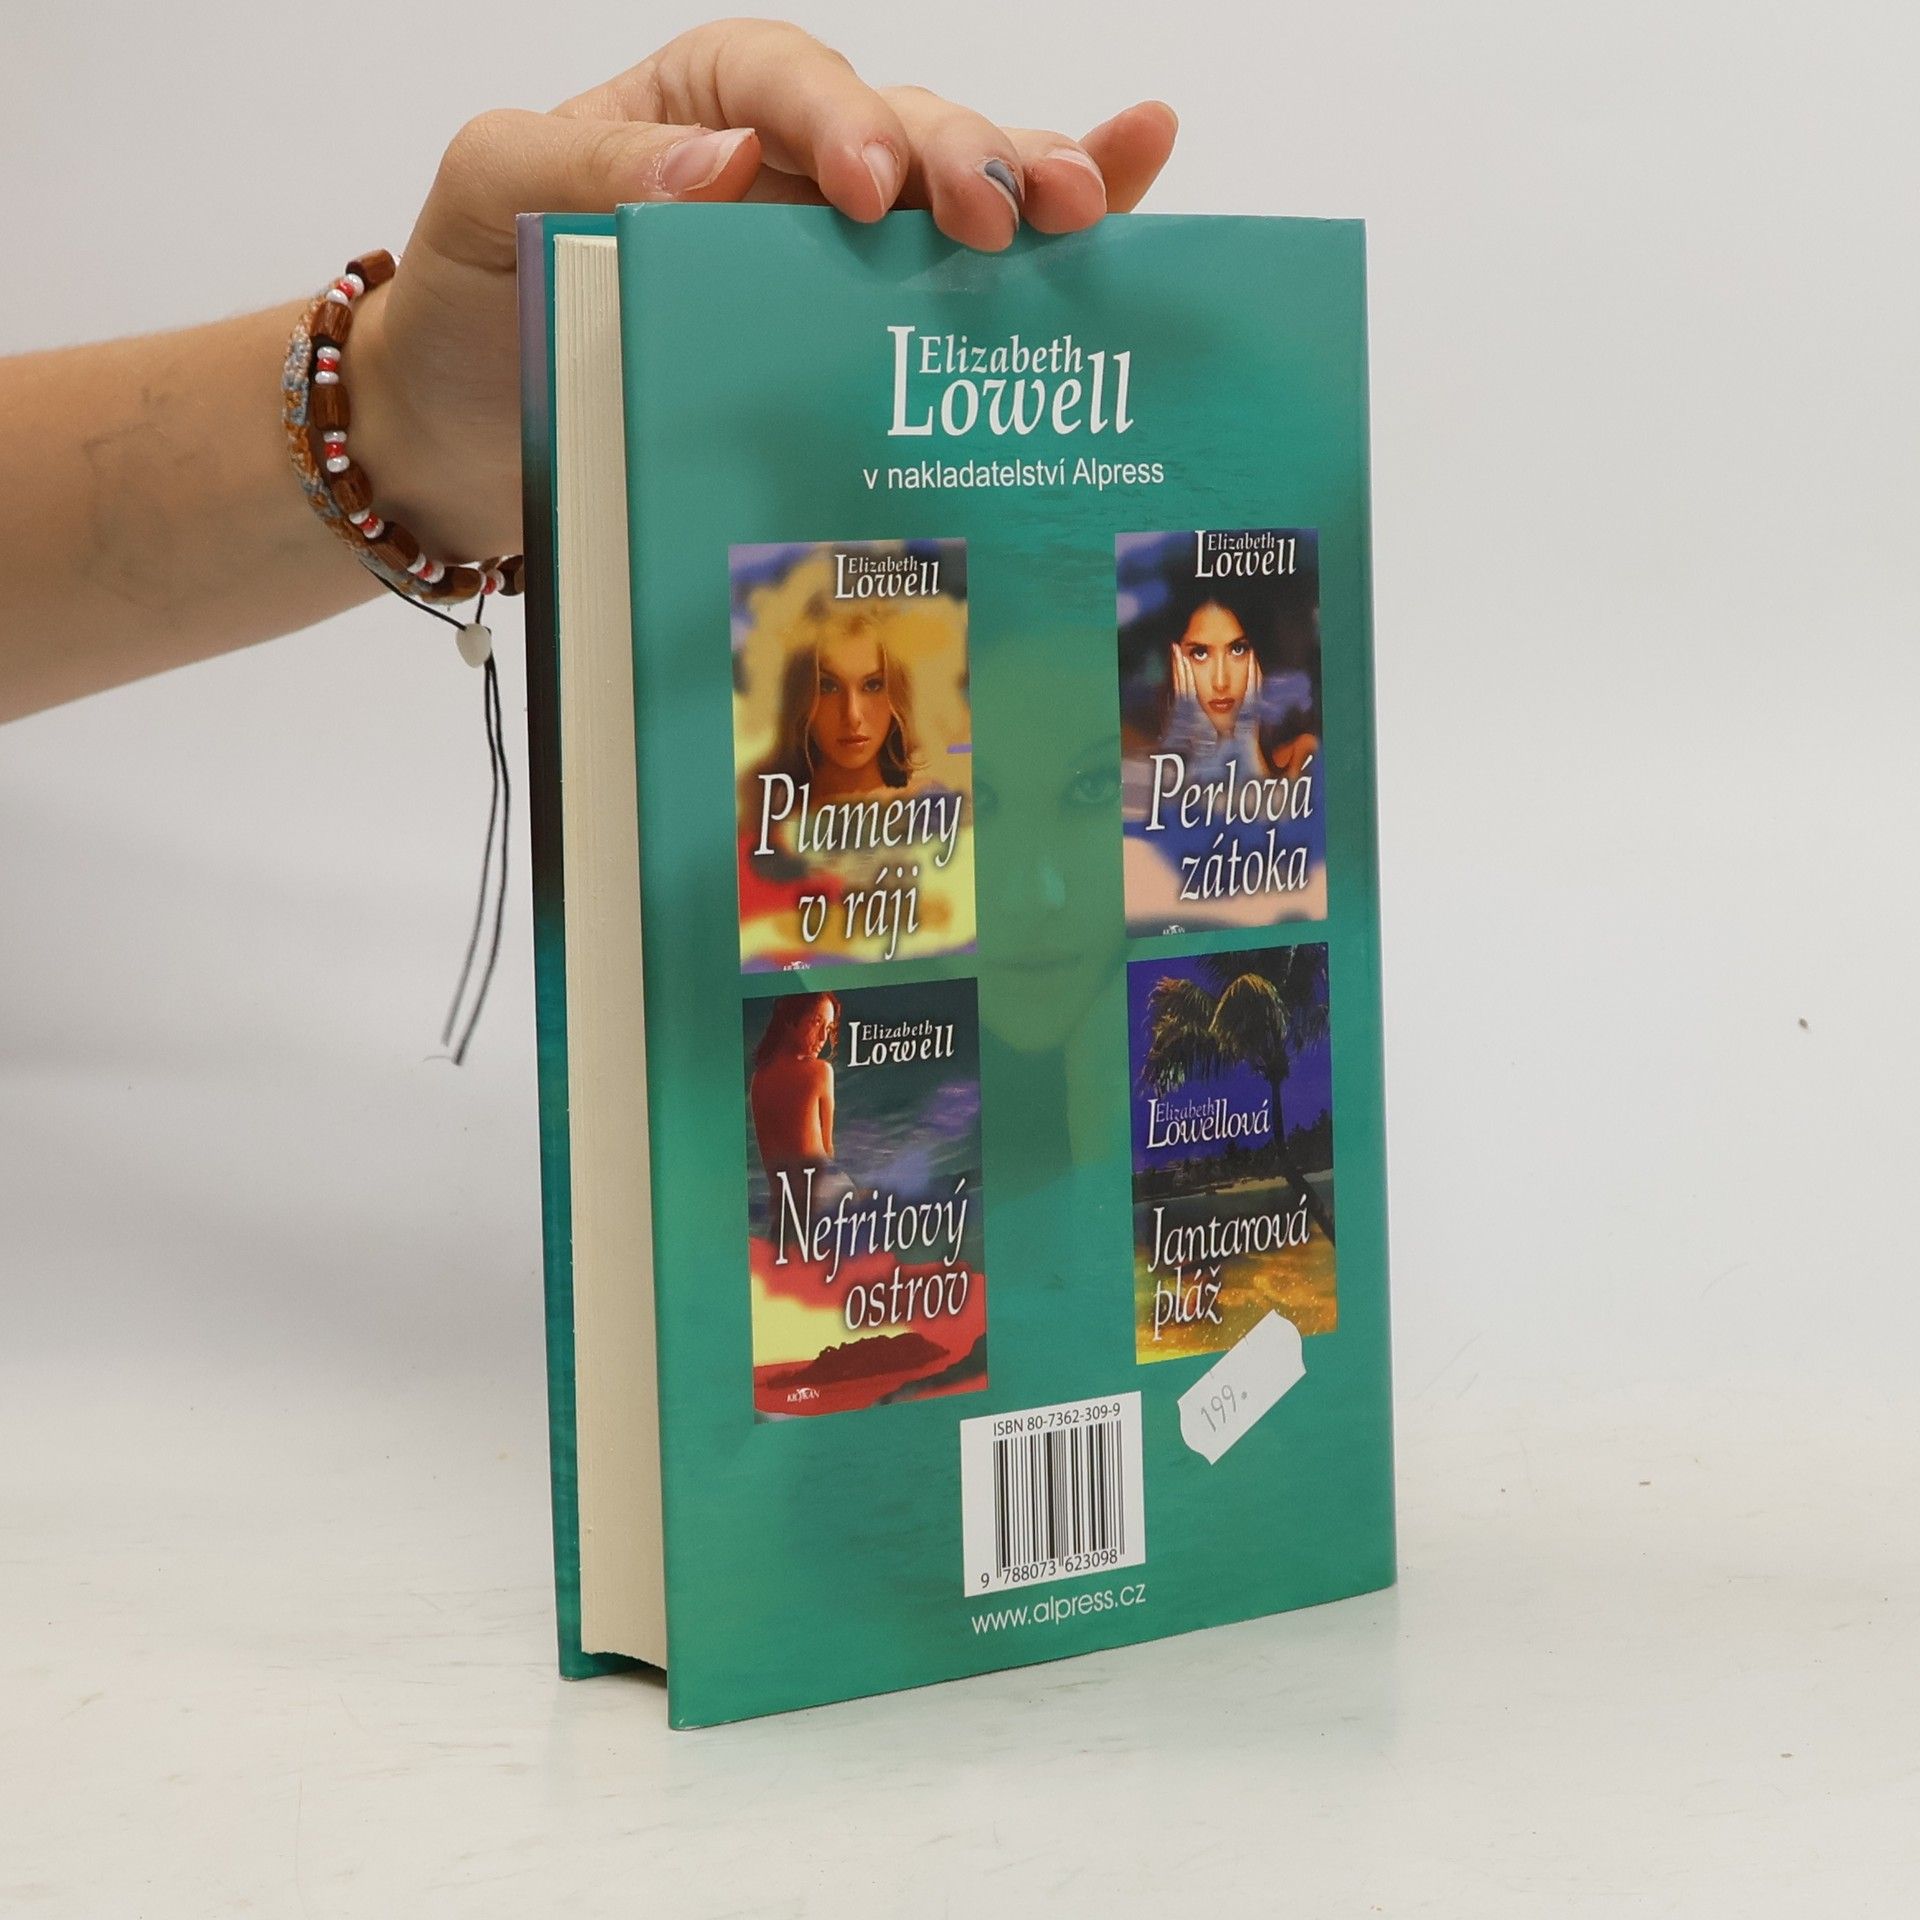 Elizabeth
Lowell
v nakladatelství Alpress
Elizabeth
Lowell
Plameny
v ráji
Elizabeth
Lowell
Perlová
zátoka
Elizabeth
Lowell
Nefritový
ostrov
KLOKAN
Elizabeth
Lowellová
Jantarová
pláž
199.
ISBN 80-7362-309-9
9 788073 623098
www.alpress.cz